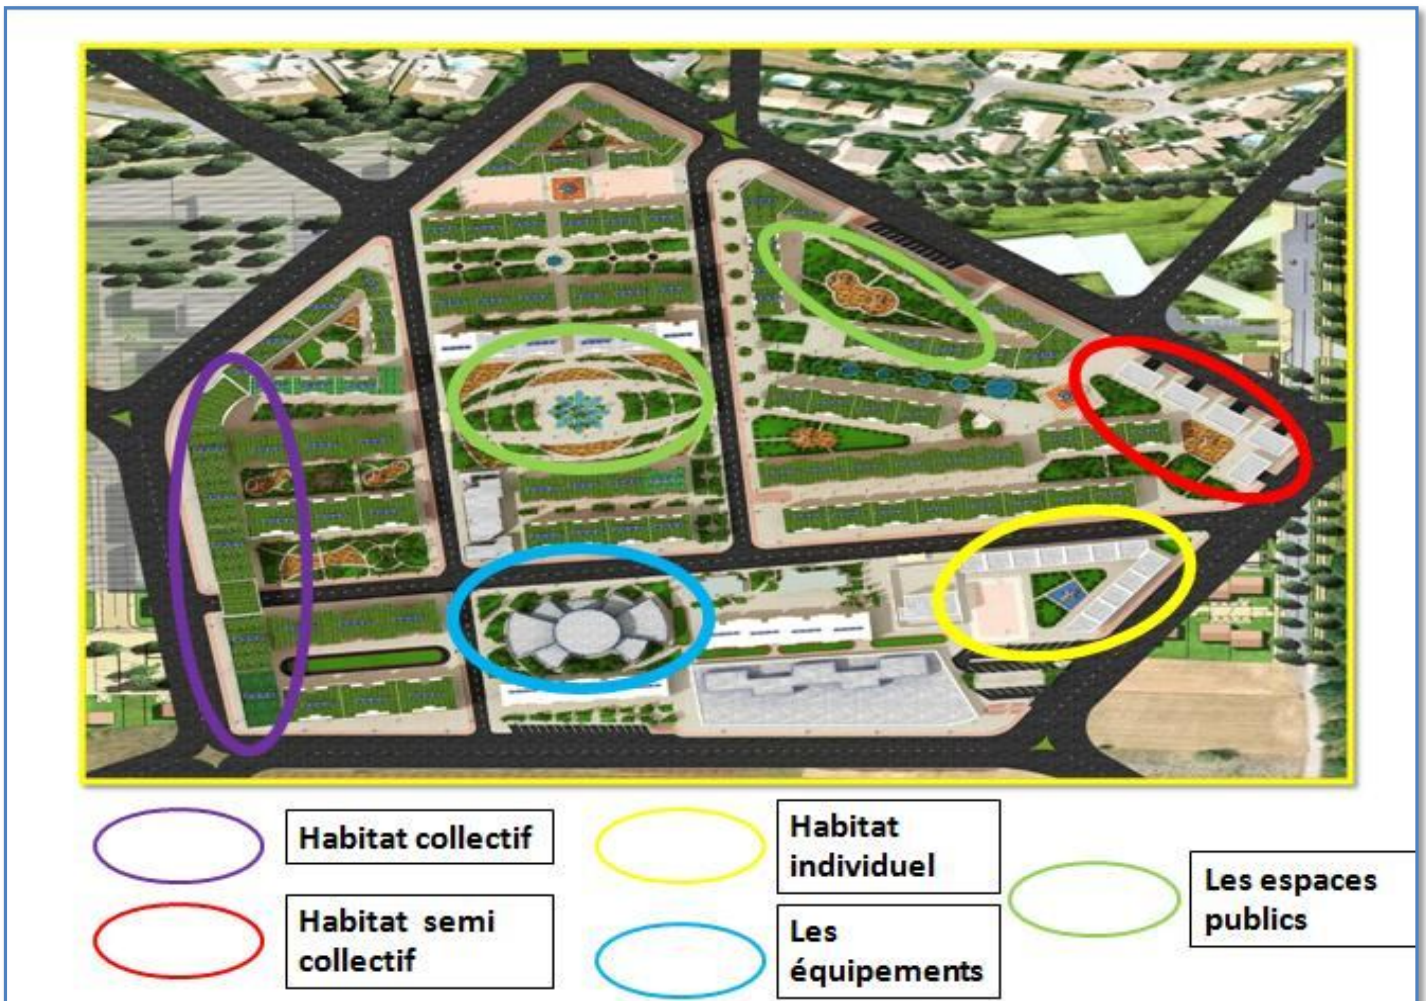 Habitat collectif
Habitat semi
collectif
Habitat
individuel
Les
équipements
Les espaces
publics